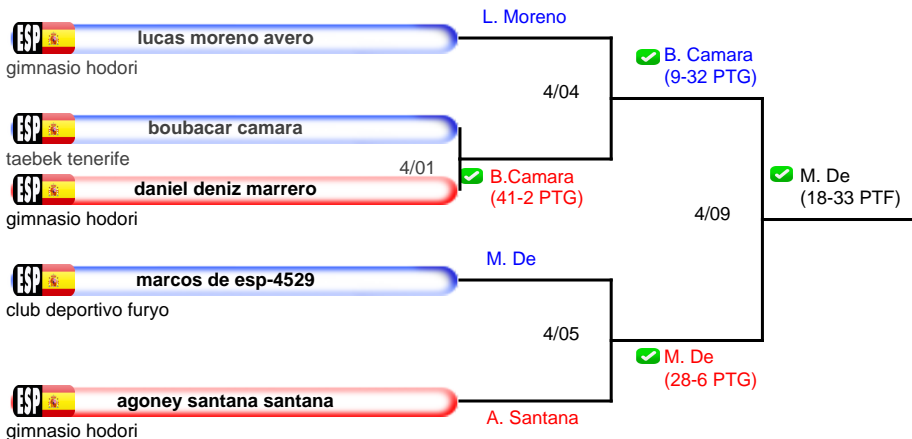 L. Moreno
ESP lucas moreno avero
gimnasio hodori
B. Camara
(9-32 PTG)
4/04
ESP boubacar camara
taebek tenerife
4/01
B.Camara
(41-2 PTG)
ESP daniel deniz marrero
gimnasio hodori
M. De
(18-33 PTF)
4/09
M. De
ESP marcos de esp-4529
club deportivo furyo
4/05
M. De
(28-6 PTG)
ESP agoney santana santana
A. Santana
gimnasio hodori